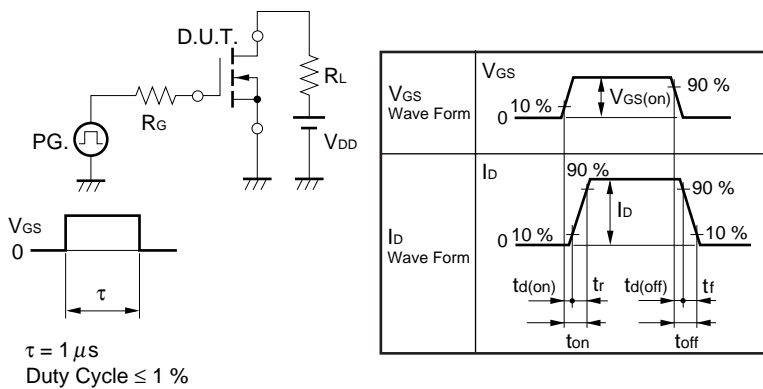 D.U.T.
RL
RG
PG.
VDD
VGS
0
τ
τ = 1 μs
Duty Cycle ≤ 1 %
VGS
Wave Form
VGS
10 %
0
VGS(on)
90 %
ID
Wave Form
ID
90 %
90 %
0
10 %
ID
10 %
td(on)
tr
td(off)
tf
ton
toff